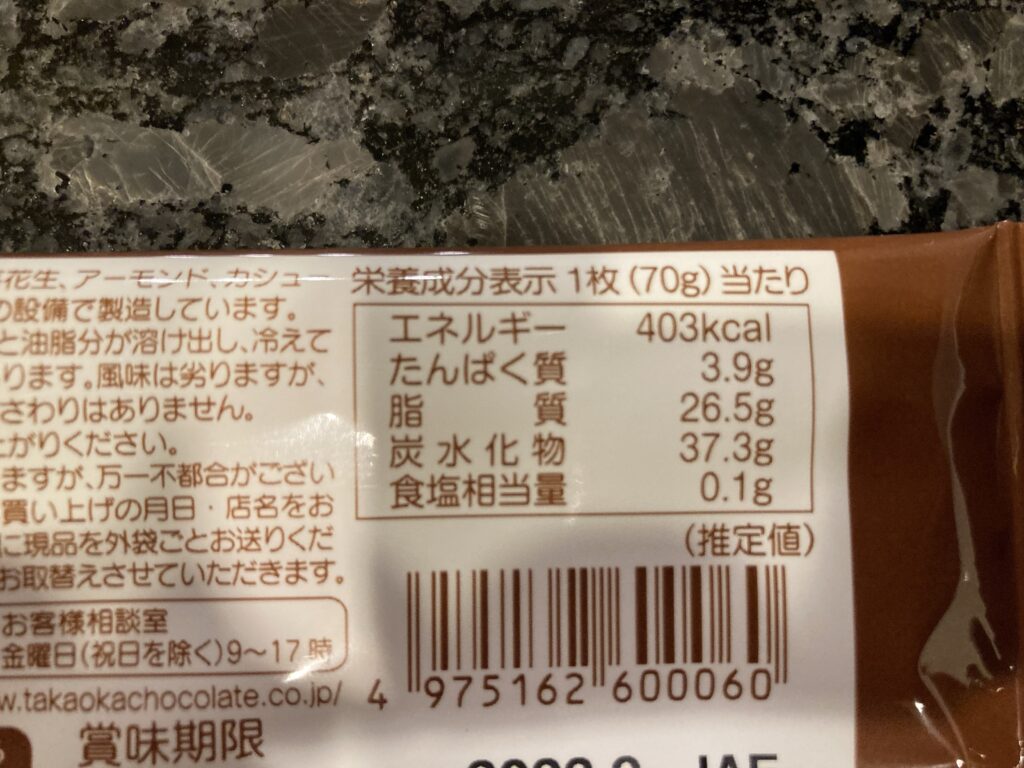 花生、アーモンド、カシュー
の設備で製造しています。
と油脂分が溶け出し、冷えて
ります。風味は劣りますが、
さわりはありません。
上がりください。
ますが、万一不都合がござい
買い上げの月日・店名をお
に現品を外袋ごとお送りくだ
お取替えさせていただきます。
お客様相談室
金曜日(祝日を除く)9〜17時
w.takaokachocolate.co.jp/
賞味期限
栄養成分表示 1枚(70g)当たり
エネルギー 403kcal
たんぱく質 3.9g
脂質 26.5g
炭水化物 37.3g
食塩相当量 0.1g
(推定値)
4 975162 600060